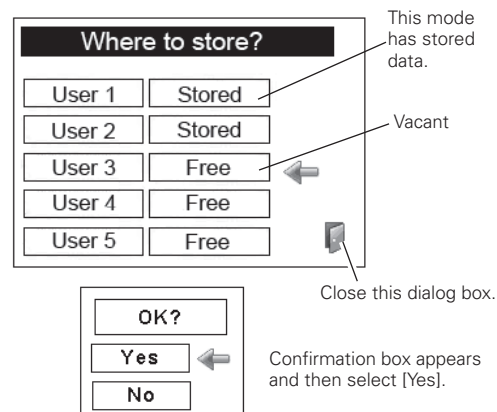 This mode
has stored
data.
Where to store?
User 1 Stored
User 2 Stored
Vacant
User 3 Free
User 4 Free
User 5 Free
Close this dialog box.
OK?
Yes
No
Confirmation box appears
and then select [Yes].